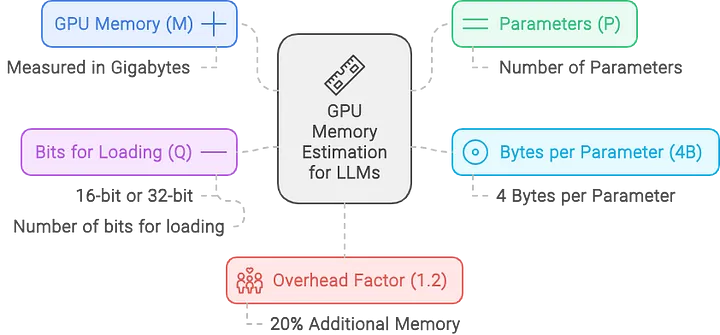 GPU Memory (M)
Measured in Gigabytes
Parameters (P)
Number of Parameters
GPU
Memory
Estimation
for LLMs
Bits for Loading (Q)
16-bit or 32-bit
Number of bits for loading
Bytes per Parameter (4B)
4 Bytes per Parameter
Overhead Factor (1.2)
20% Additional Memory